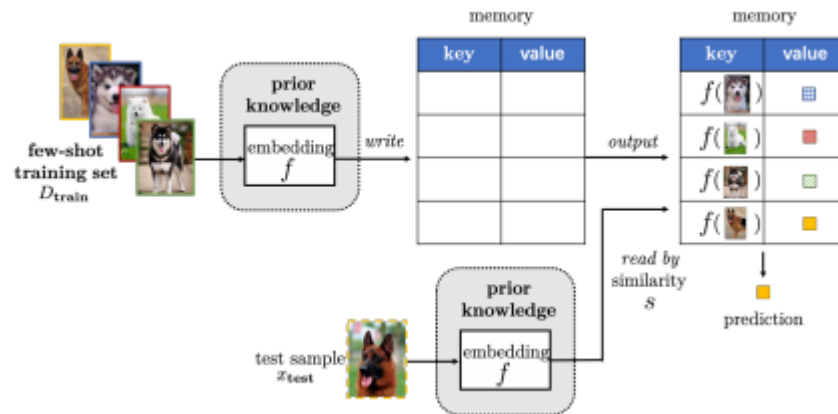 memory
memory
key value
key value
prior
knowledge
embedding
f
few-shot
training set
D_train
write
output
f( )
f( )
f( )
f( )
read by
similarity
s
prediction
prior
knowledge
embedding
f
test sample
x_test